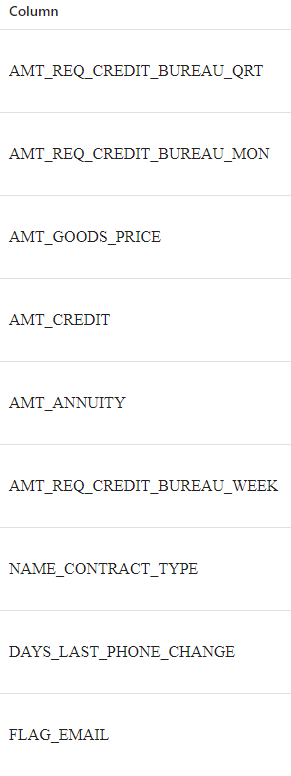 Column
AMT_REQ_CREDIT_BUREAU_QRT
AMT_REQ_CREDIT_BUREAU_MON
AMT_GOODS_PRICE
AMT_CREDIT
AMT_ANNUITY
AMT_REQ_CREDIT_BUREAU_WEEK
NAME_CONTRACT_TYPE
DAYS_LAST_PHONE_CHANGE
FLAG_EMAIL